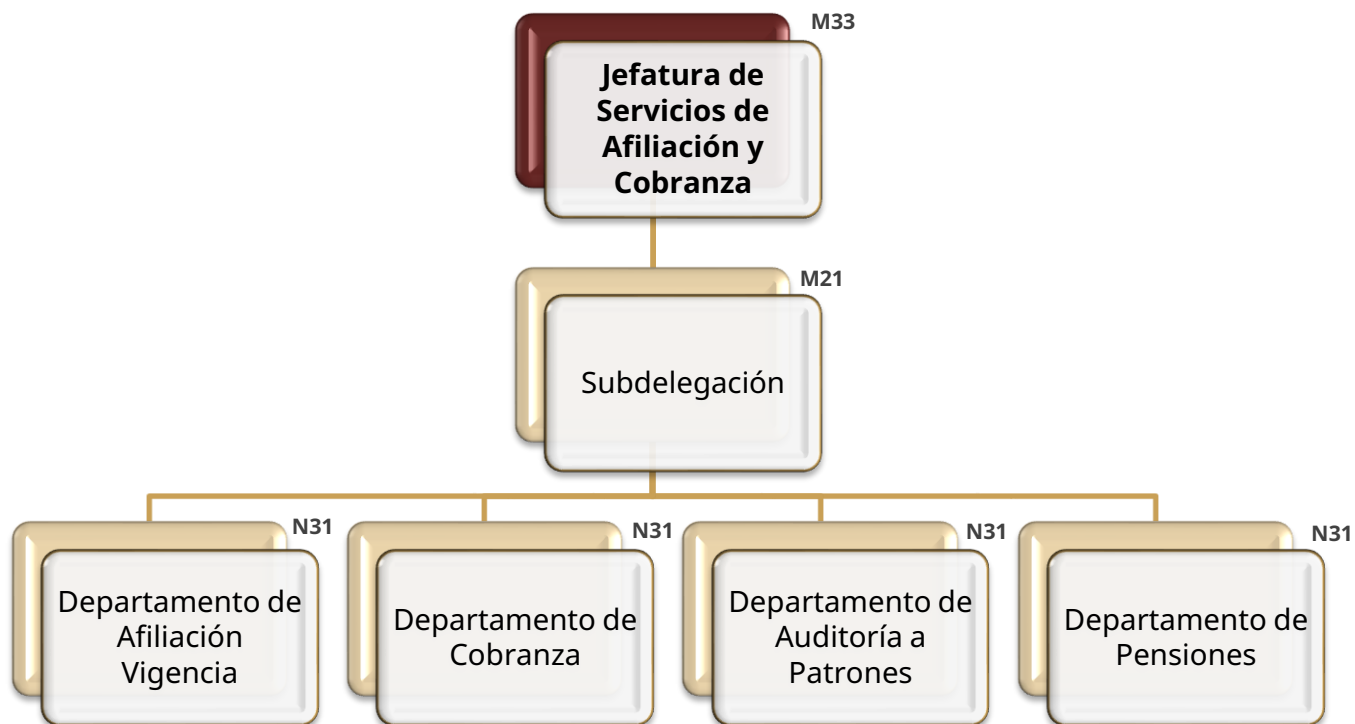 M33
Jefatura de
Servicios de
Afiliación y
Cobranza
M21
Subdelegación
N31
N31
N31
N31
Departamento de
Afiliación
Vigencia
Departamento de
Cobranza
Departamento de
Auditoría a
Patrones
Departamento de
Pensiones